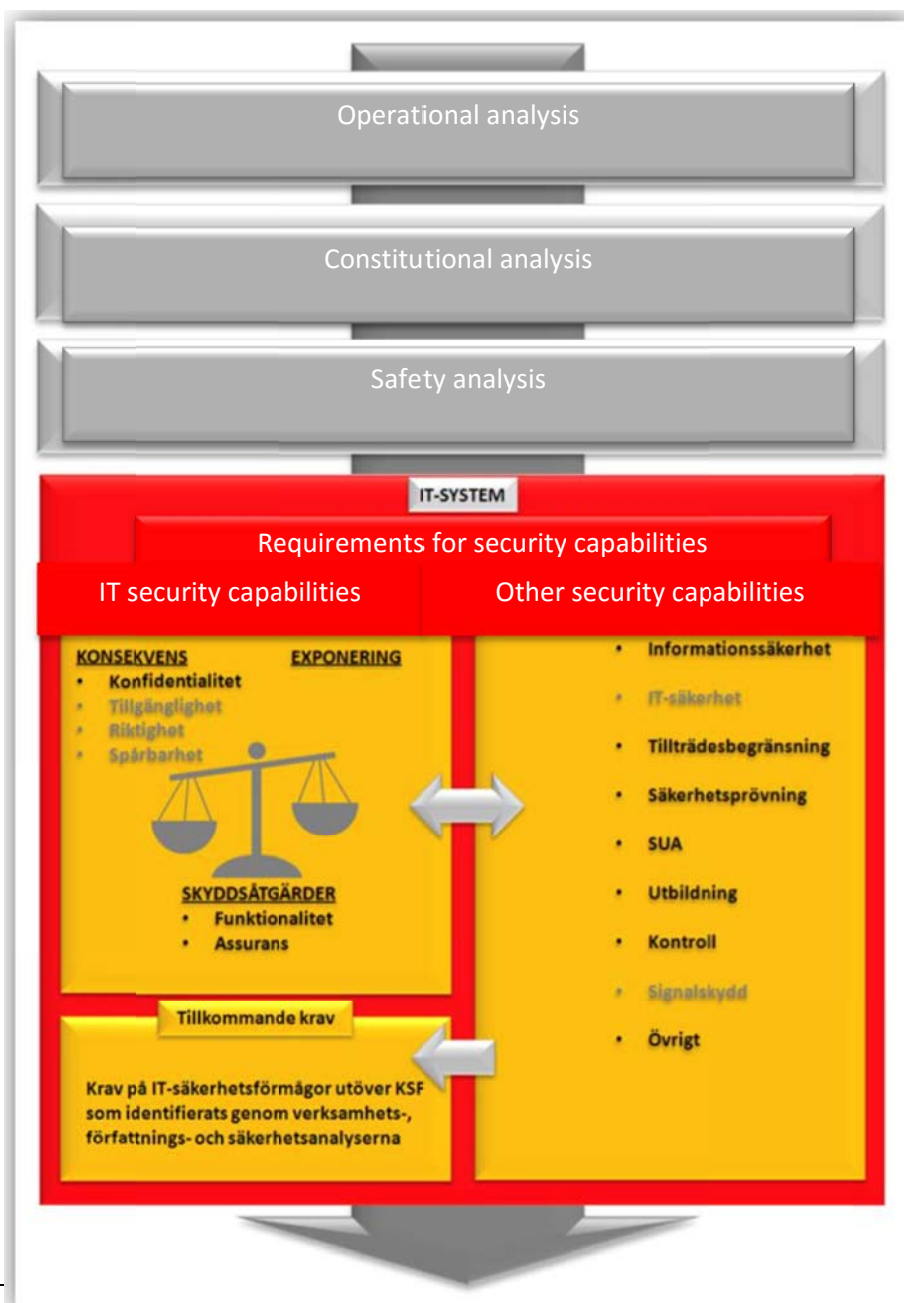 Operational analysis
Constitutional analysis
Safety analysis
IT-SYSTEM
Requirements for security capabilities
IT security capabilities
Other security capabilities
KONSEKVENS
EXPONERING
• Konfidentialitet
• Tillgänglighet
• Riktighet
• Spårbarhet
SKYDDSÅTGÄRDER
• Funktionalitet
• Assurans
Tillkommande krav
Krav på IT-säkerhetsförmågor utöver KSF
som identifierats genom verksamhets-,
författnings- och säkerhetsanalyserna
• Informationssäkerhet
• IT-säkerhet
• Tillträdesbegränsning
• Säkerhetsprövning
• SUA
• Utbildning
• Kontroll
• Signalskydd
• Övrigt